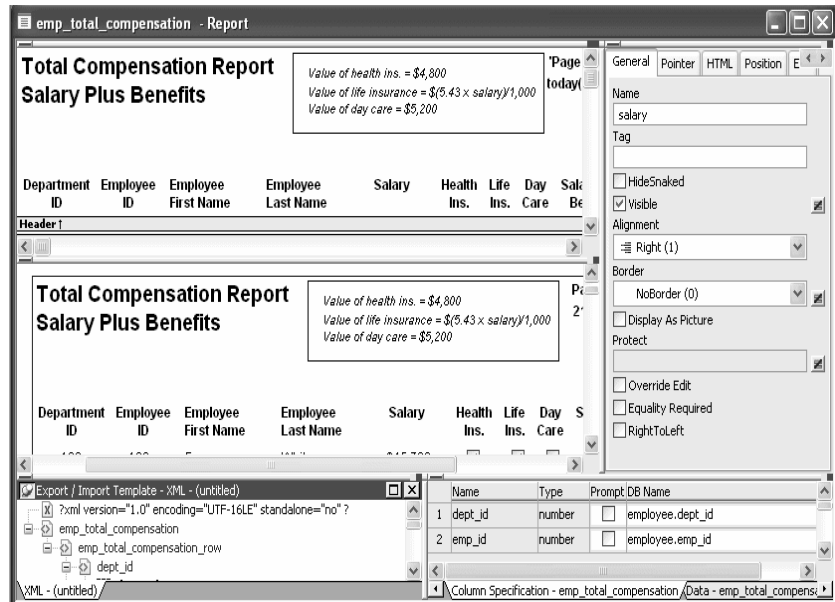 emp_total_compensation - Report
Total Compensation Report
Salary Plus Benefits
Value of health ins. = $4,800
Value of life insurance = $(5.43 x salary)/1,000
Value of day care = $5,200
'Page
today(
Department ID
Employee ID
Employee First Name
Employee Last Name
Salary
Health Ins.
Life Ins.
Day Care
Sala
Be
Header↑
Total Compensation Report
Salary Plus Benefits
Value of health ins. = $4,800
Value of life insurance = $(5.43 x salary)/1,000
Value of day care = $5,200
Pa
2
Department ID
Employee ID
Employee First Name
Employee Last Name
Salary
Health Ins.
Life Ins.
Day Care
S
General Pointer HTML Position E
Name
salary
Tag
HideSnaked
Visible
Alignment
Right (1)
Border
NoBorder (0)
Display As Picture
Protect
Override Edit
Equality Required
RightToLeft
Export / Import Template - XML - (untitled)
?xml version="1.0" encoding="UTF-16LE" standalone="no" ?
emp_total_compensation
emp_total_compensation_row
dept_id
XML - (untitled)
Name Type Prompt DB Name
1 dept_id number employee.dept_id
2 emp_id number employee.emp_id
Column Specification - emp_total_compensation Data - emp_total_compensa